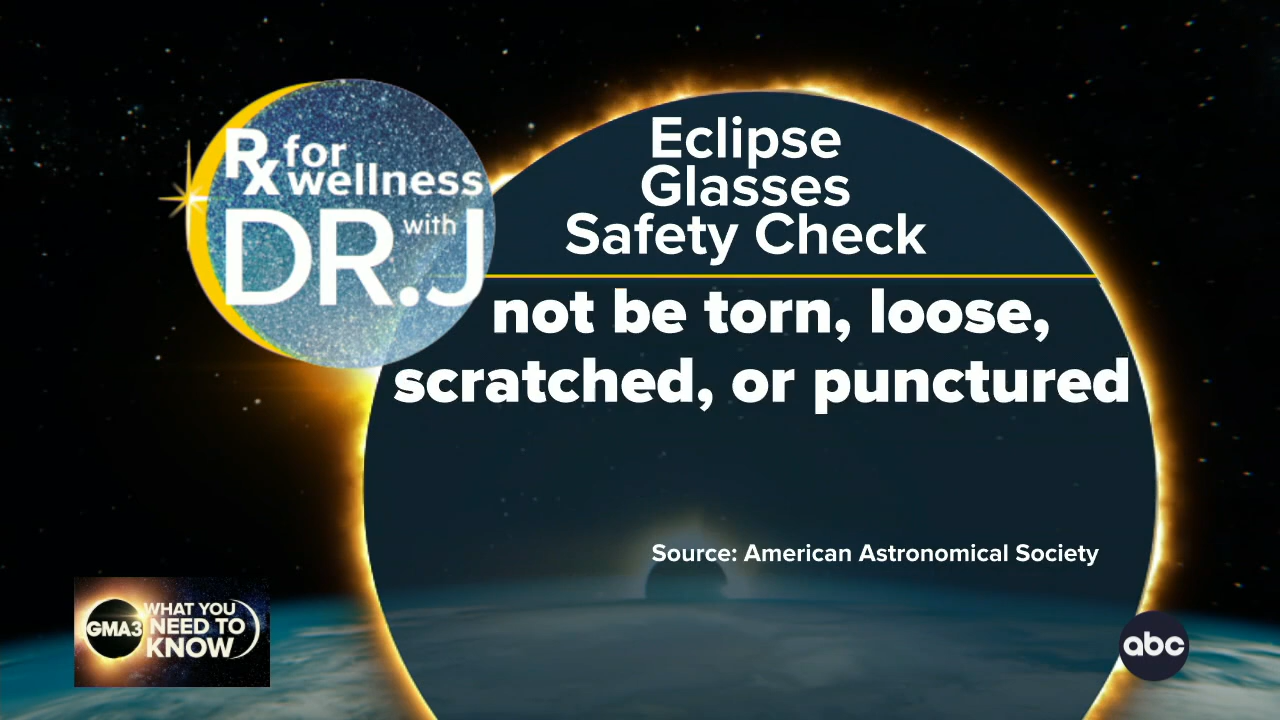 Rx for
wellness
with
DR.J
Eclipse
Glasses
Safety Check
not be torn, loose,
scratched, or punctured
Source: American Astronomical Society
GMA3
WHAT YOU
NEED TO
KNOW
abc